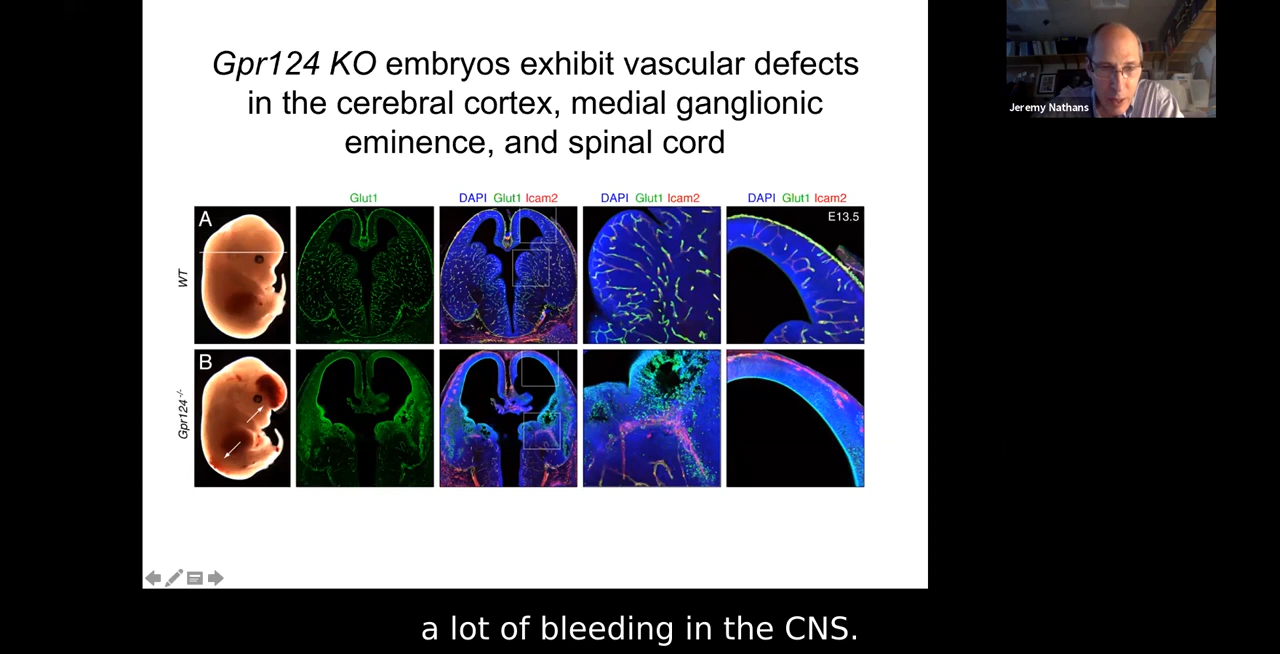 Gpr124 KO embryos exhibit vascular defects
in the cerebral cortex, medial ganglionic
eminence, and spinal cord
Jeremy Nathans
Glut1
DAPI Glut1 Icam2
DAPI Glut1 Icam2
DAPI Glut1 Icam2
A
E13.5
WT
B
Gpr124 -/-
a lot of bleeding in the CNS.